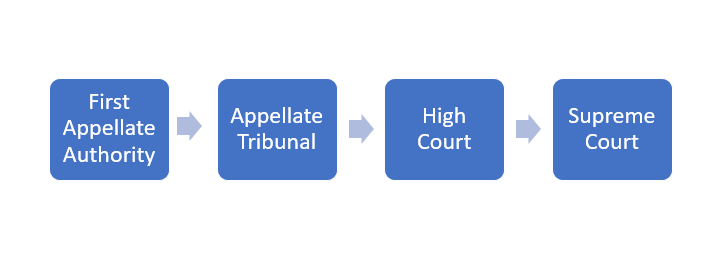 First
Appellate
Authority
Appellate
Tribunal
High
Court
Supreme
Court